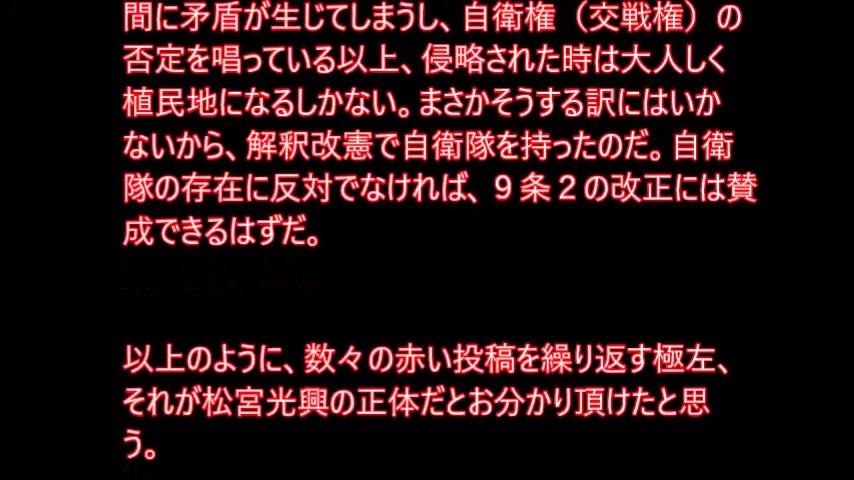 間に矛盾が生じてしまうし、自衛権（交戦権）の
否定を唱っている以上、侵略された時は大人しく
植民地になるしかない。まさかそうする訳にはいか
ないから、解釈改憲で自衛隊を持ったのだ。自衛
隊の存在に反対でなければ、９条２の改正には賛
成できるはずだ。
以上のように、数々の赤い投稿を繰り返す極左、
それが松宮光興の正体だとお分かり頂けたと思
う。